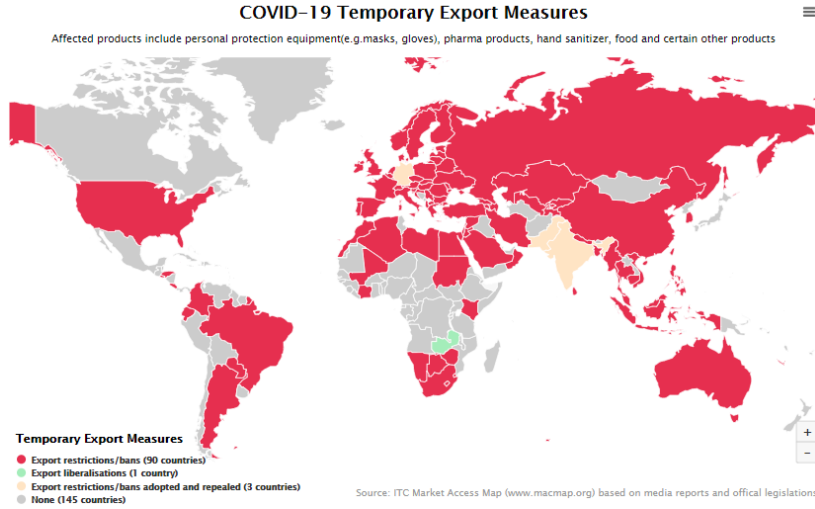 COVID-19 Temporary Export Measures
Affected products include personal protection equipment(e.g.masks, gloves), pharma products, hand sanitizer, food and certain other products
+
−
Temporary Export Measures
Export restrictions/bans (90 countries)
Export liberalisations (1 country)
Export restrictions/bans adopted and repealed (3 countries)
None (145 countries)
Source: ITC Market Access Map (www.macmap.org) based on media reports and offical legislations